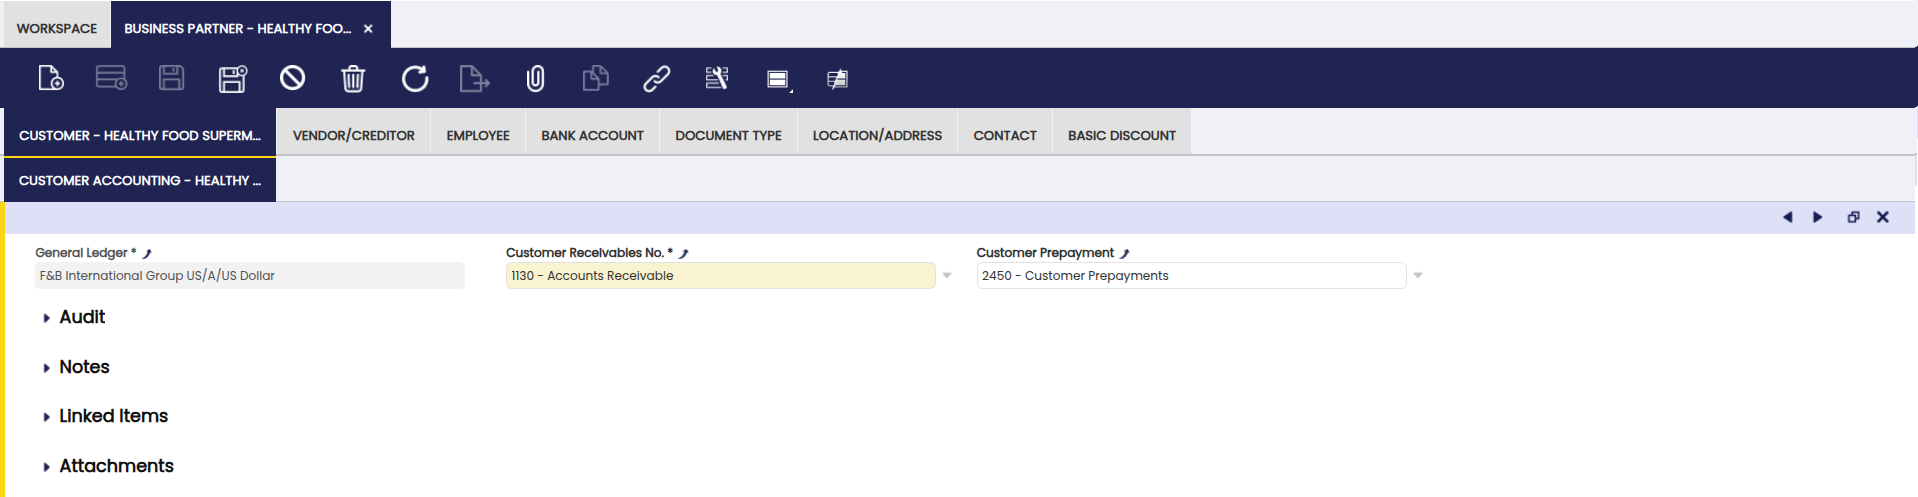 WORKSPACE BUSINESS PARTNER - HEALTHY FOO...
CUSTOMER - HEALTHY FOOD SUPERM... VENDOR/CREDITOR EMPLOYEE BANK ACCOUNT DOCUMENT TYPE LOCATION/ADDRESS CONTACT BASIC DISCOUNT
CUSTOMER ACCOUNTING - HEALTHY ...
General Ledger * Customer Receivables No. * Customer Prepayment
F&B International Group US/A/US Dollar 1130 - Accounts Receivable 2450 - Customer Prepayments
Audit
Notes
Linked Items
Attachments